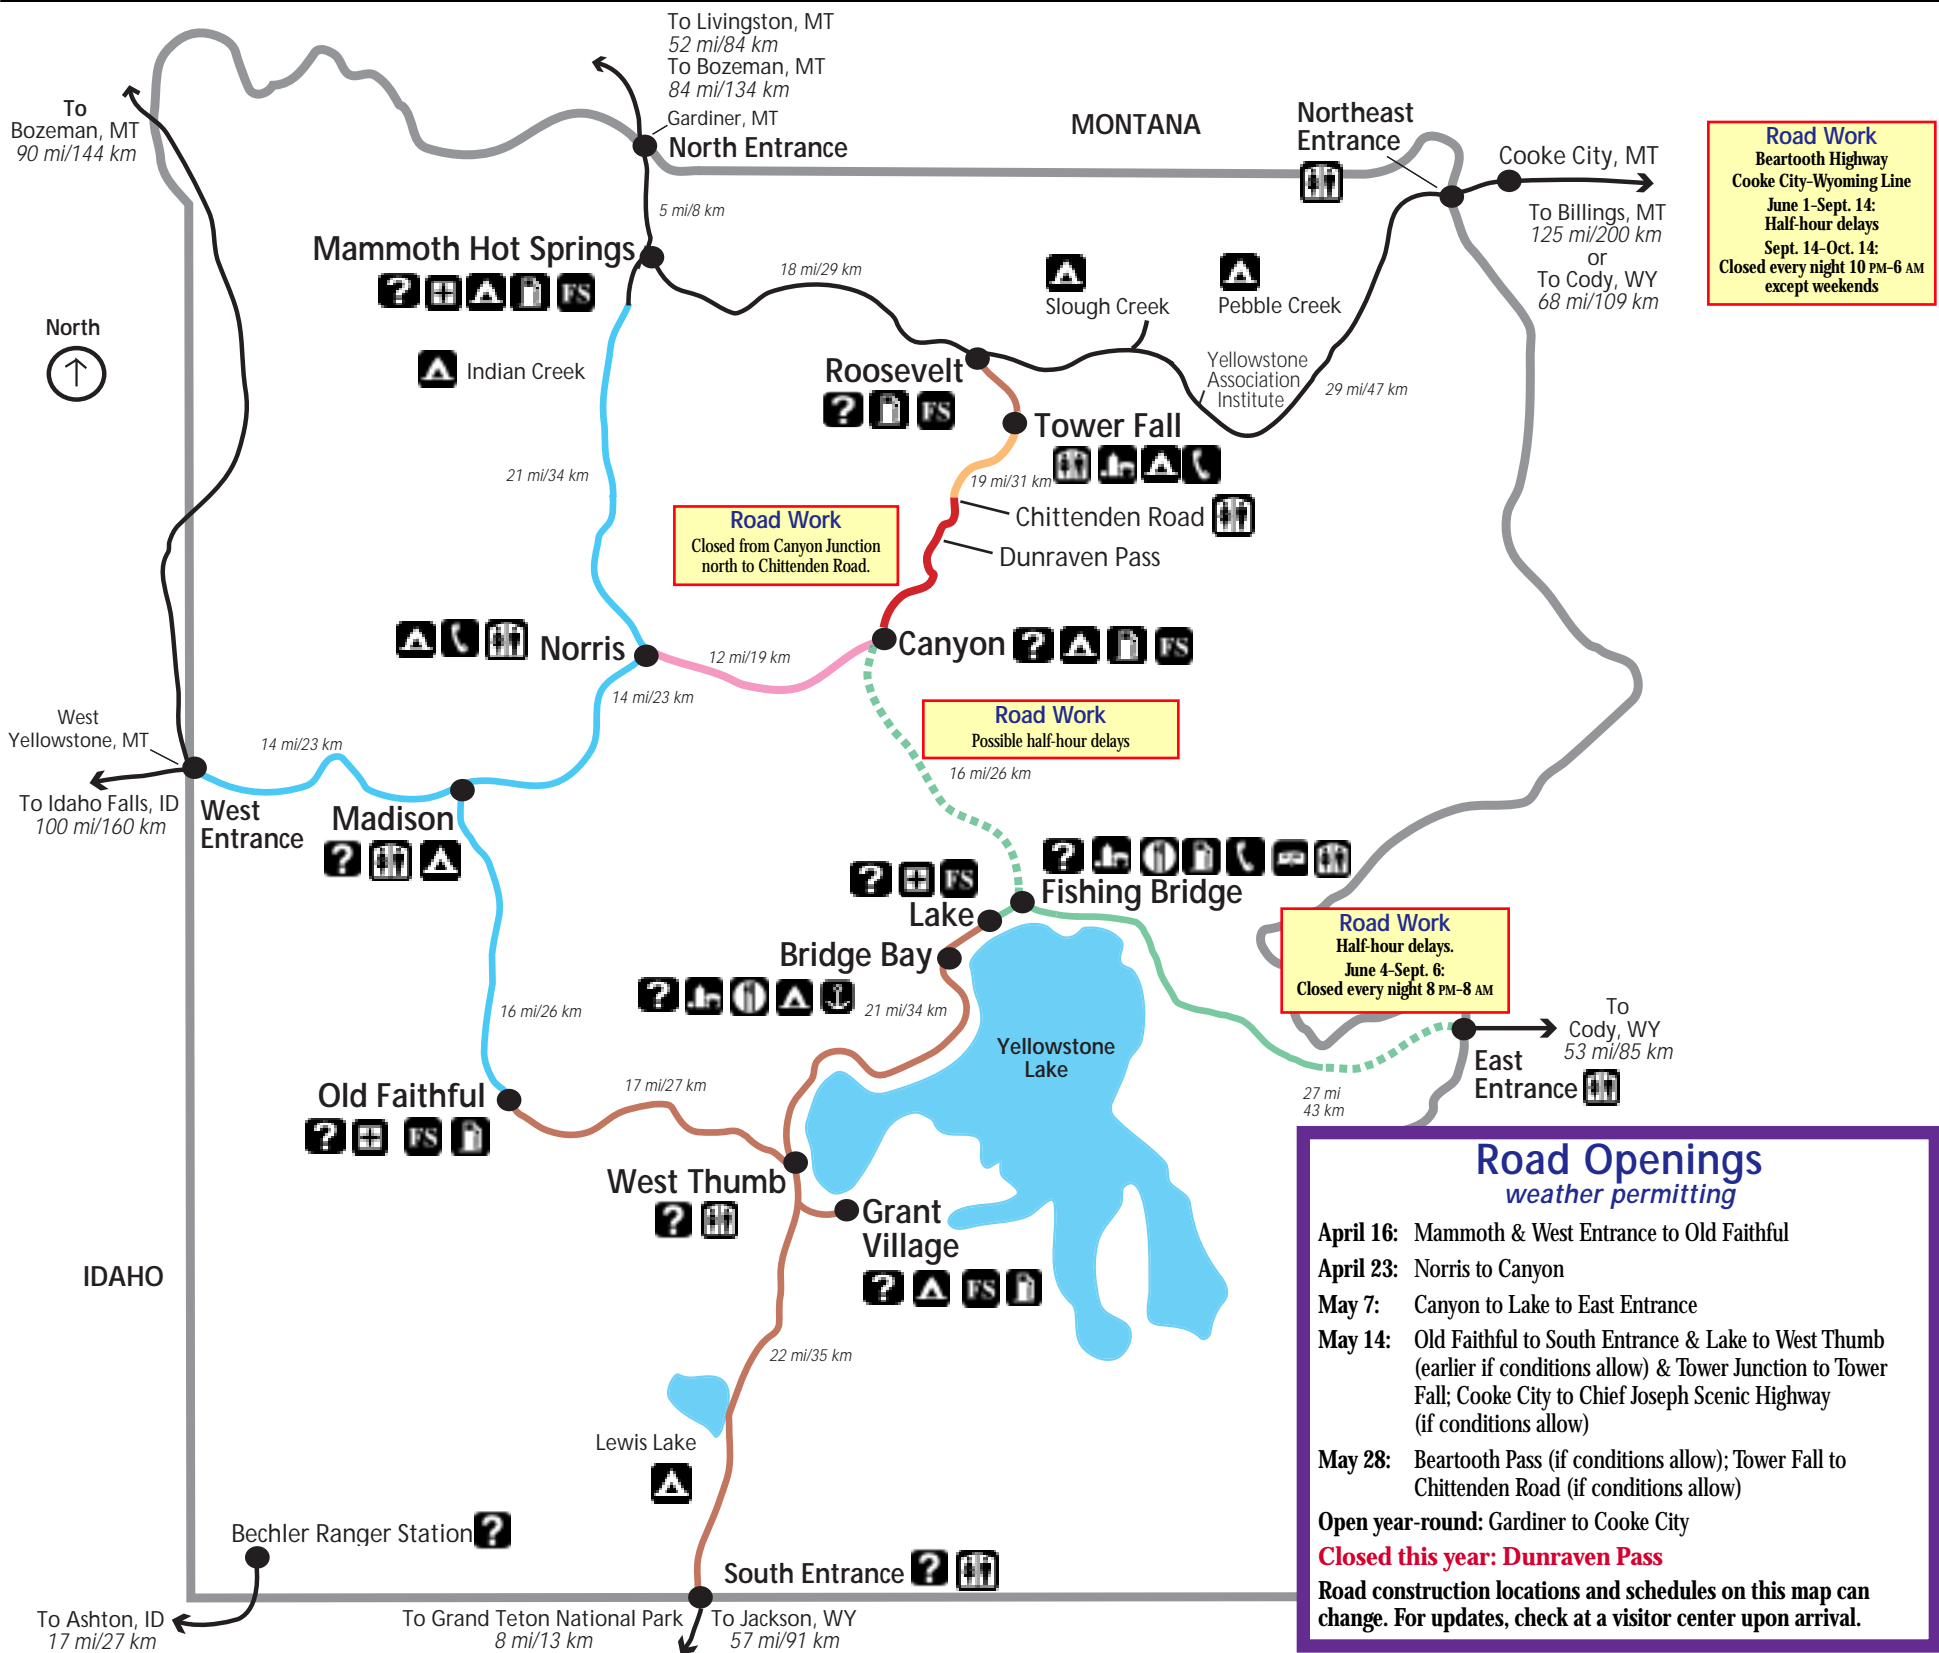 To Livingston, MT
52 mi/84 km
To Bozeman, MT
84 mi/134 km
Gardiner, MT
North Entrance
MONTANA
Northeast
Entrance
Cooke City, MT
To Billings, MT
125 mi/200 km
or
To Cody, WY
68 mi/109 km
Road Work
Beartooth Highway
Cooke City–Wyoming Line
June 1–Sept. 14:
Half-hour delays
Sept. 14–Oct. 14:
Closed every night 10 PM–6 AM
except weekends
To
Bozeman, MT
90 mi/144 km
5 mi/8 km
Mammoth Hot Springs
? FS
18 mi/29 km
Slough Creek
Pebble Creek
North
Indian Creek
Roosevelt
? FS
Yellowstone
Association
Institute
29 mi/47 km
Tower Fall
21 mi/34 km
19 mi/31 km
Chittenden Road
Dunraven Pass
Road Work
Closed from Canyon Junction
north to Chittenden Road.
Norris
12 mi/19 km
Canyon
? FS
14 mi/23 km
Road Work
Possible half-hour delays
16 mi/26 km
West
Yellowstone, MT
14 mi/23 km
To Idaho Falls, ID
100 mi/160 km
West
Entrance
Madison
?
?
Fishing Bridge
? FS
Lake
Bridge Bay
?
21 mi/34 km
Road Work
Half-hour delays.
June 4–Sept. 6:
Closed every night 8 PM–8 AM
To
Cody, WY
53 mi/85 km
East
Entrance
27 mi
43 km
16 mi/26 km
Yellowstone
Lake
Old Faithful
? FS
17 mi/27 km
West Thumb
?
Grant
Village
? FS
IDAHO
22 mi/35 km
Lewis Lake
Bechler Ranger Station ?
South Entrance ?
To Ashton, ID
17 mi/27 km
To Grand Teton National Park
8 mi/13 km
To Jackson, WY
57 mi/91 km
Road Openings
weather permitting
April 16: Mammoth & West Entrance to Old Faithful
April 23: Norris to Canyon
May 7: Canyon to Lake to East Entrance
May 14: Old Faithful to South Entrance & Lake to West Thumb
(earlier if conditions allow) & Tower Junction to Tower
Fall; Cooke City to Chief Joseph Scenic Highway
(if conditions allow)
May 28: Beartooth Pass (if conditions allow); Tower Fall to
Chittenden Road (if conditions allow)
Open year-round: Gardiner to Cooke City
Closed this year: Dunraven Pass
Road construction locations and schedules on this map can
change. For updates, check at a visitor center upon arrival.